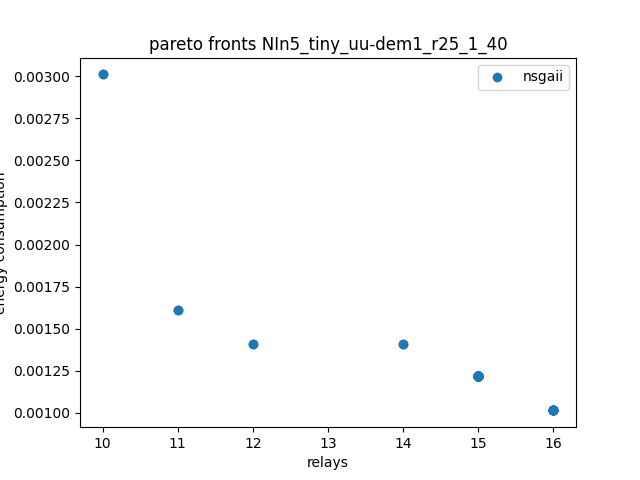 pareto fronts NIn5_tiny_uu-dem1_r25_1_40
nsgaii
0.00300
0.00275
0.00250
0.00225
0.00200
0.00175
0.00150
0.00125
0.00100
energy consumption
10 11 12 13 14 15 16
relays